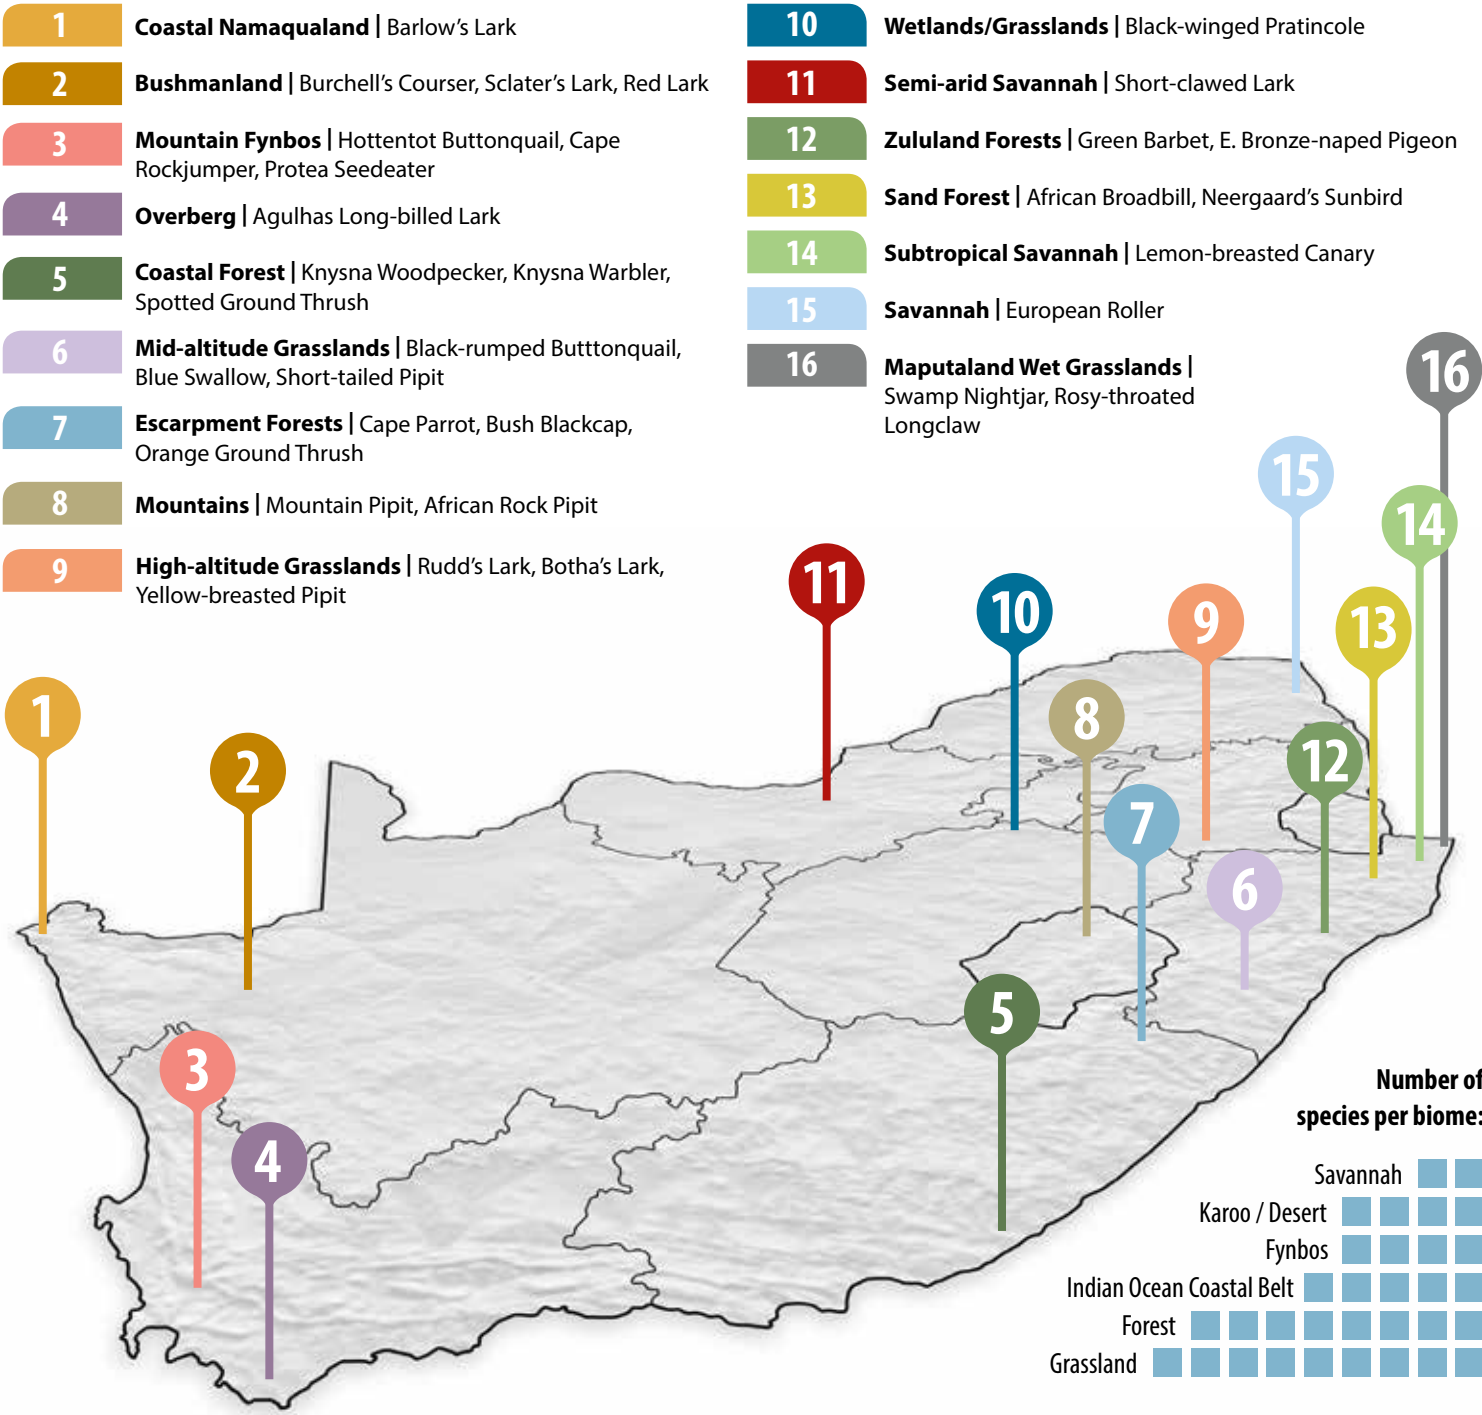 1 Coastal Namaqualand | Barlow’s Lark
2 Bushmanland | Burchell’s Courser, Sclater’s Lark, Red Lark
3 Mountain Fynbos | Hottentot Buttonquail, Cape
Rockjumper, Protea Seedeater
4 Overberg | Agulhas Long-billed Lark
5 Coastal Forest | Knysna Woodpecker, Knysna Warbler,
Spotted Ground Thrush
6 Mid-altitude Grasslands | Black-rumped Butttonquail,
Blue Swallow, Short-tailed Pipit
7 Escarpment Forests | Cape Parrot, Bush Blackcap,
Orange Ground Thrush
8 Mountains | Mountain Pipit, African Rock Pipit
9 High-altitude Grasslands | Rudd’s Lark, Botha’s Lark,
Yellow-breasted Pipit
10 Wetlands/Grasslands | Black-winged Pratincole
11 Semi-arid Savannah | Short-clawed Lark
12 Zululand Forests | Green Barbet, E. Bronze-naped Pigeon
13 Sand Forest | African Broadbill, Neergaard’s Sunbird
14 Subtropical Savannah | Lemon-breasted Canary
15 Savannah | European Roller
16 Maputaland Wet Grasslands |
Swamp Nightjar, Rosy-throated
Longclaw
16
15
14
11
10
9
13
1
8
2
12
7
6
5
3
4
Number of
species per biome:
Savannah
Karoo / Desert
Fynbos
Indian Ocean Coastal Belt
Forest
Grassland